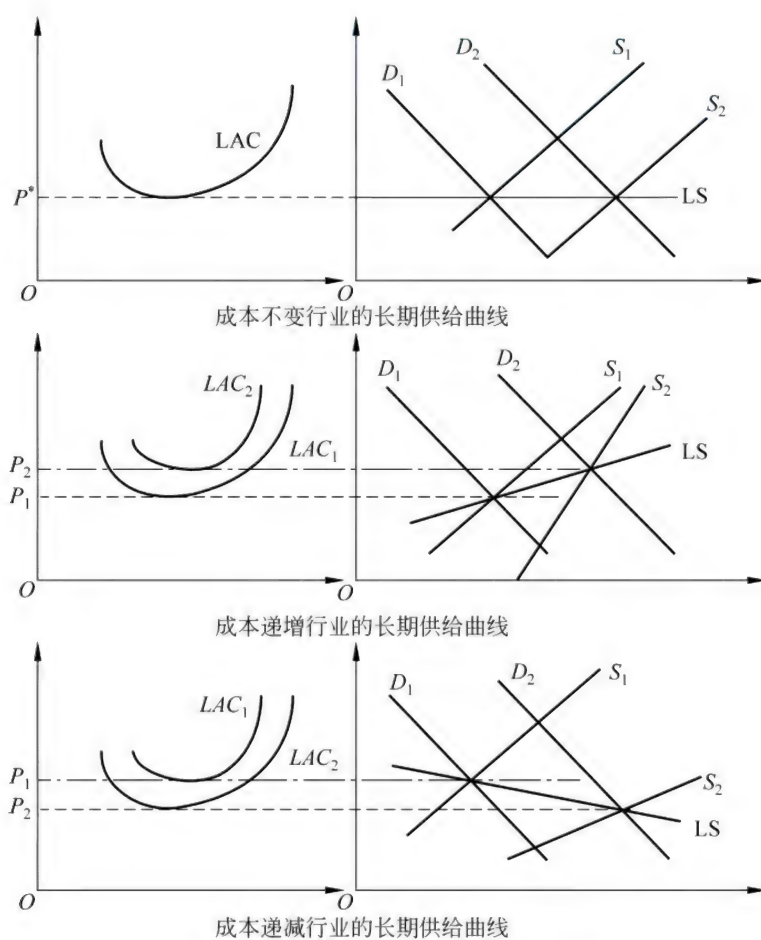 D₁
D₂
S₁
S₂
LAC
P*
LS
O
O
成本不变行业的长期供给曲线
D₁
D₂
S₁
S₂
LAC₂
LAC₁
LS
P₂
P₁
O
O
成本递增行业的长期供给曲线
D₁
D₂
S₁
LAC₁
LAC₂
P₁
S₂
P₂
LS
O
O
成本递减行业的长期供给曲线